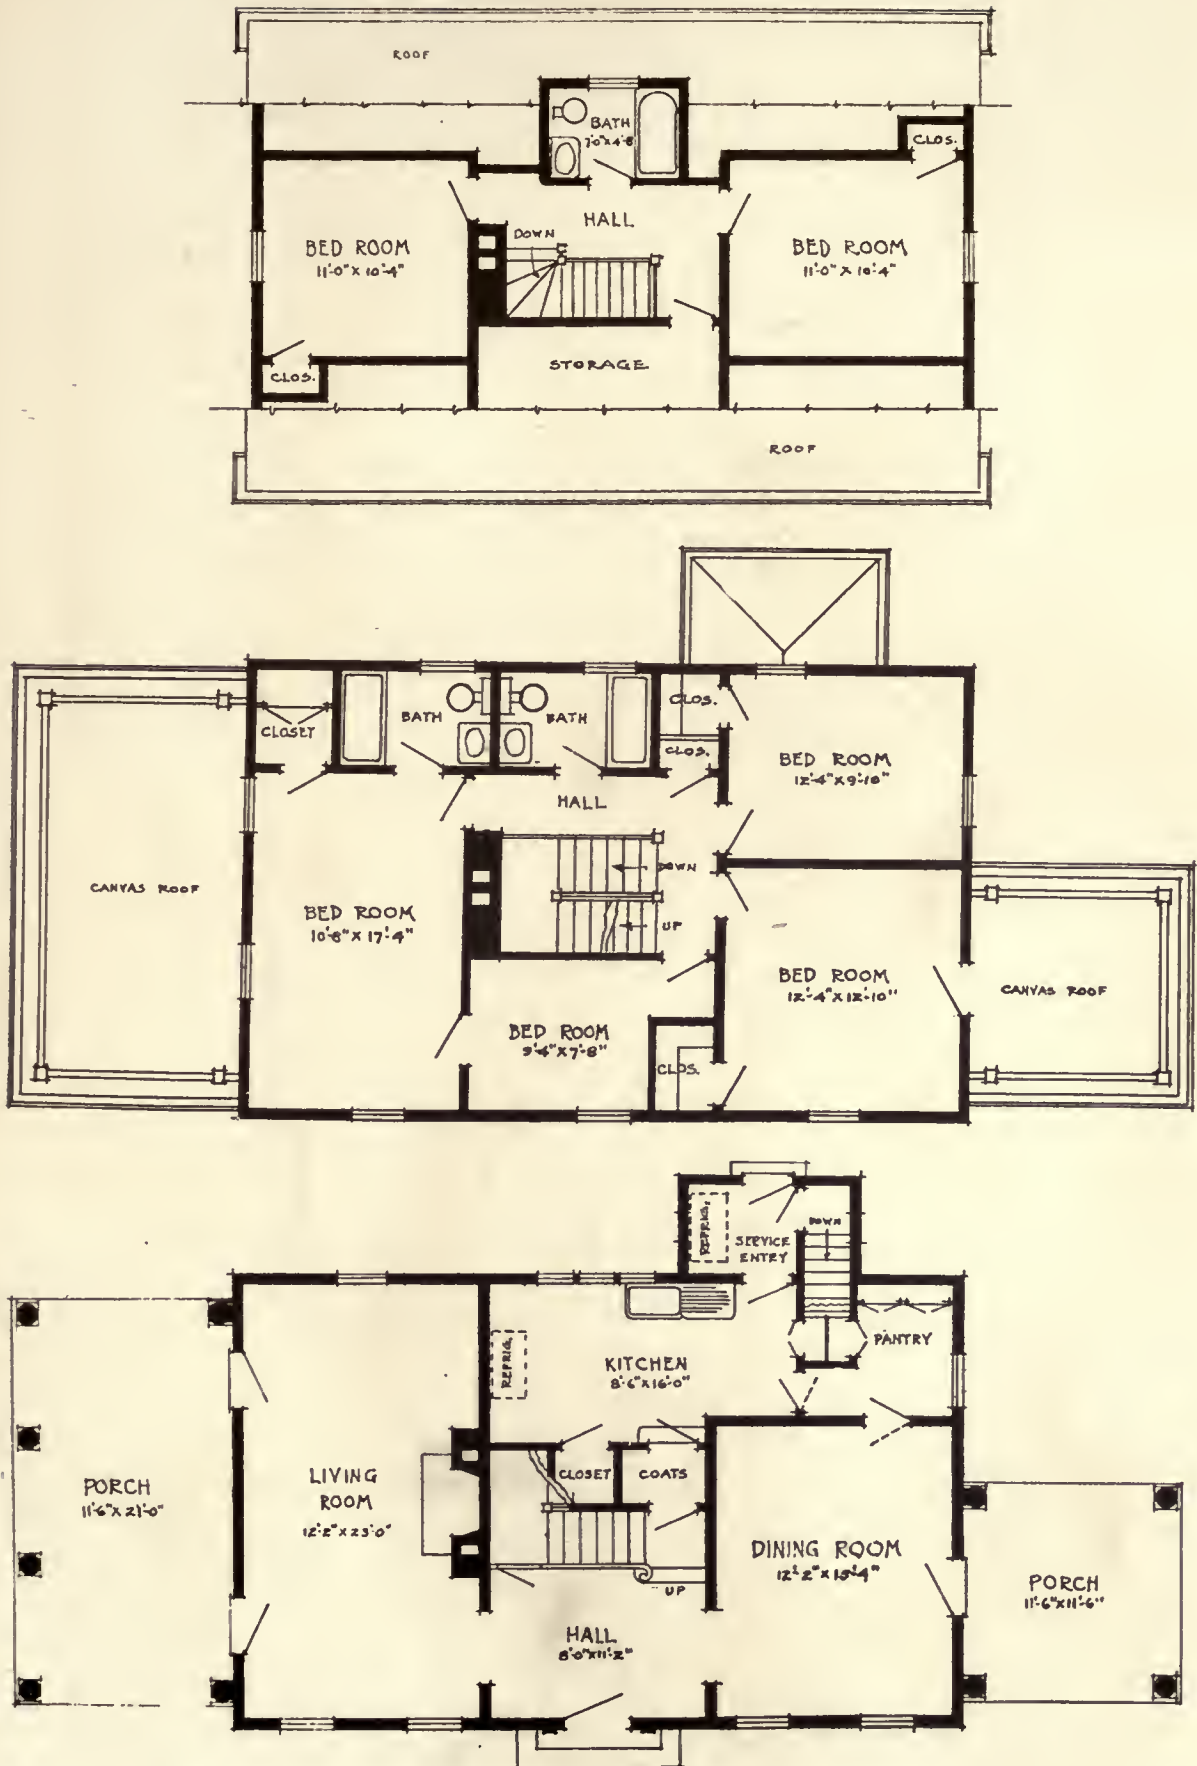 ROOF
BATH
7'-0" X 4'-8
CLOS.
HALL
DOWN
BED ROOM
11'-0" X 10'-4"
BED ROOM
11'-0" X 10'-4"
STORAGE
CLOS.
ROOF
CLOSET
BATH
BATH
CLOS.
CLOS.
BED ROOM
12'-4" X 9'-10"
HALL
DOWN
CANVAS ROOF
BED ROOM
10'-8" X 17'-4"
UP
BED ROOM
12'-4" X 12'-10"
CANVAS ROOF
BED ROOM
9'-4" X 7'-8"
CLOS.
REFRIG.
SERVICE
ENTRY
DOWN
PANTRY
REFRIG.
KITCHEN
8'-6" X 16'-0"
CLOSET
COATS
PORCH
11'-6" X 21'-0"
LIVING
ROOM
12'-2" X 23'-0"
DINING ROOM
12'-2" X 15'-4"
UP
PORCH
11'-6" X 11'-6"
HALL
8'-0" X 11'-2"